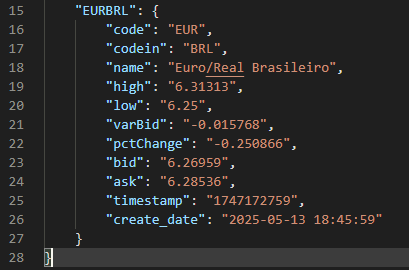 15 "EURBRL": {
16 "code": "EUR",
17 "codein": "BRL",
18 "name": "Euro/Real Brasileiro",
19 "high": "6.31313",
20 "low": "6.25",
21 "varBid": "-0.015768",
22 "pctChange": "-0.250866",
23 "bid": "6.26959",
24 "ask": "6.28536",
25 "timestamp": "1747172759",
26 "create_date": "2025-05-13 18:45:59"
27 }
28 }